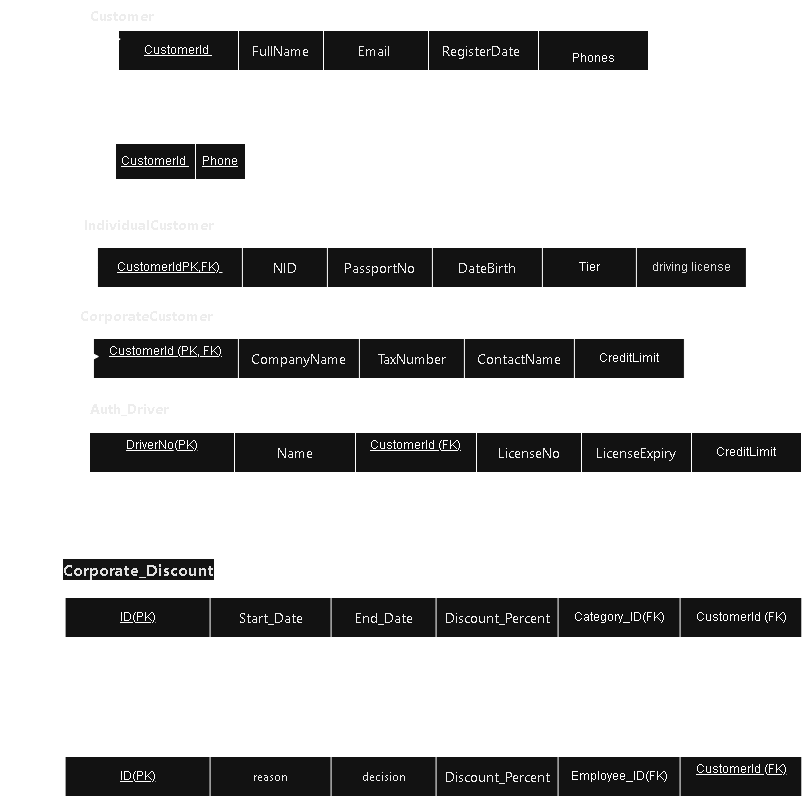 Customer
CustomerId FullName Email RegisterDate Phones
CustomerId Phone
IndividualCustomer
CustomerIdPK,FK) NID PassportNo DateBirth Tier driving license
CorporateCustomer
CustomerId (PK, FK) CompanyName TaxNumber ContactName CreditLimit
Auth_Driver
DriverNo(PK) Name CustomerId (FK) LicenseNo LicenseExpiry CreditLimit
Corporate_Discount
ID(PK) Start_Date End_Date Discount_Percent Category_ID(FK) CustomerId (FK)
ID(PK) reason decision Discount_Percent Employee_ID(FK) CustomerId (FK)